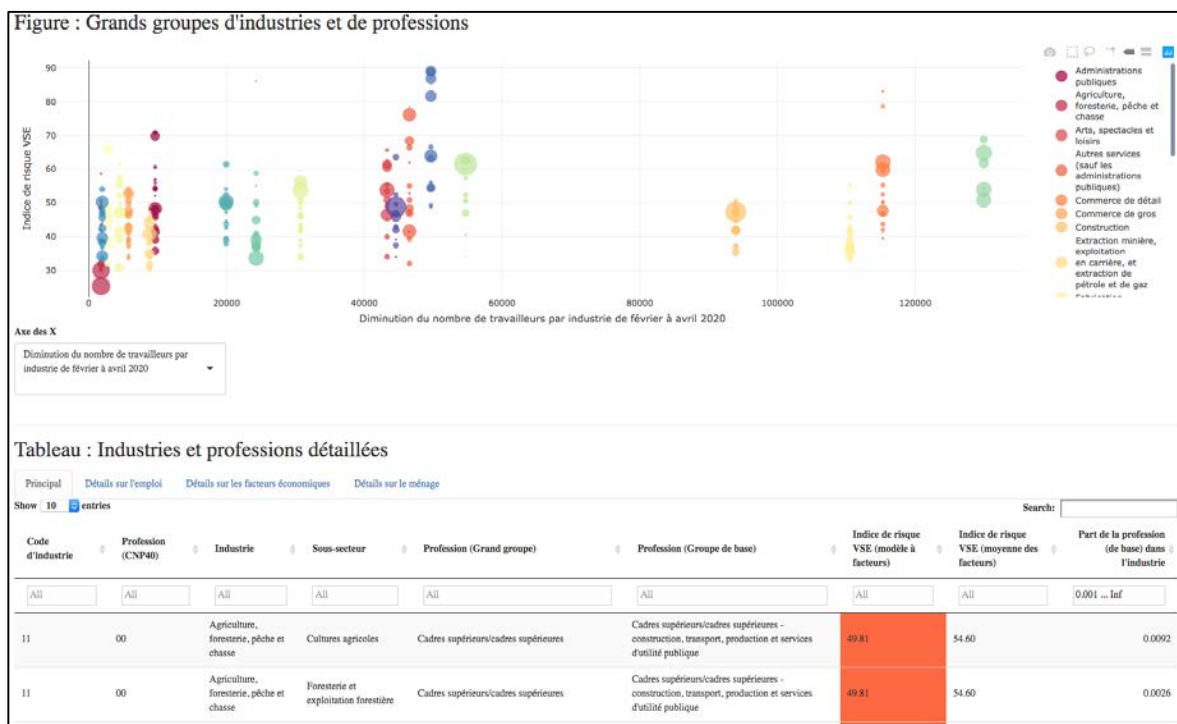 Figure : Grands groupes d'industries et de professions
90
80
70
60
50
40
30
Indice de risque VSE
0
20000
40000
60000
80000
100000
120000
Diminution du nombre de travailleurs par industrie de février à avril 2020
Administrations
publiques
Agriculture,
foresterie, pêche et
chasse
Arts, spectacles et
loisirs
Autres services
(sauf les
administrations
publiques)
Commerce de détail
Commerce de gros
Construction
Extraction minière,
exploitation
en carrière, et
extraction de
pétrole et de gaz
Fabrication
Axe des X
Diminution du nombre de travailleurs par
industrie de février à avril 2020
Tableau : Industries et professions détaillées
Principal
Détails sur l'emploi
Détails sur les facteurs économiques
Détails sur le ménage
Show 10 entries
Search:
Code
d'industrie
Profession
(CNP40)
Industrie
Sous-secteur
Profession (Grand groupe)
Profession (Groupe de base)
Indice de risque
VSE (modèle à
facteurs)
Indice de risque
VSE (moyenne des
facteurs)
Part de la profession
(de base) dans
l'industrie
All
All
All
All
All
All
All
All
0.001 ... Inf
11
00
Agriculture,
foresterie, pêche et
chasse
Cultures agricoles
Cadres supérieurs/cadres supérieures
Cadres supérieurs/cadres supérieures -
construction, transport, production et services
d'utilité publique
49.81
54.60
0.0092
11
00
Agriculture,
foresterie, pêche et
chasse
Foresterie et
exploitation forestière
Cadres supérieurs/cadres supérieures
Cadres supérieurs/cadres supérieures -
construction, transport, production et services
d'utilité publique
49.81
54.60
0.0026